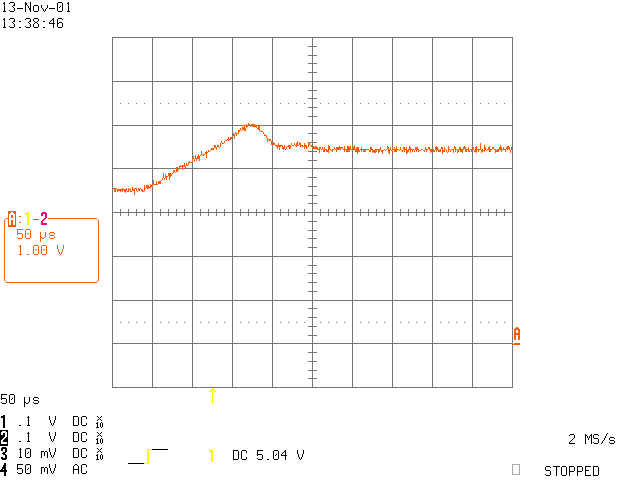 13-Nov-01
13:38:46
A:1-2
50 µs
1.00 V
A
50 µs
1 .1 V DC X10
2 .1 V DC X10
3 10 mV DC X10
4 50 mV AC
1 DC 5.04 V
2 MS/s
STOPPED